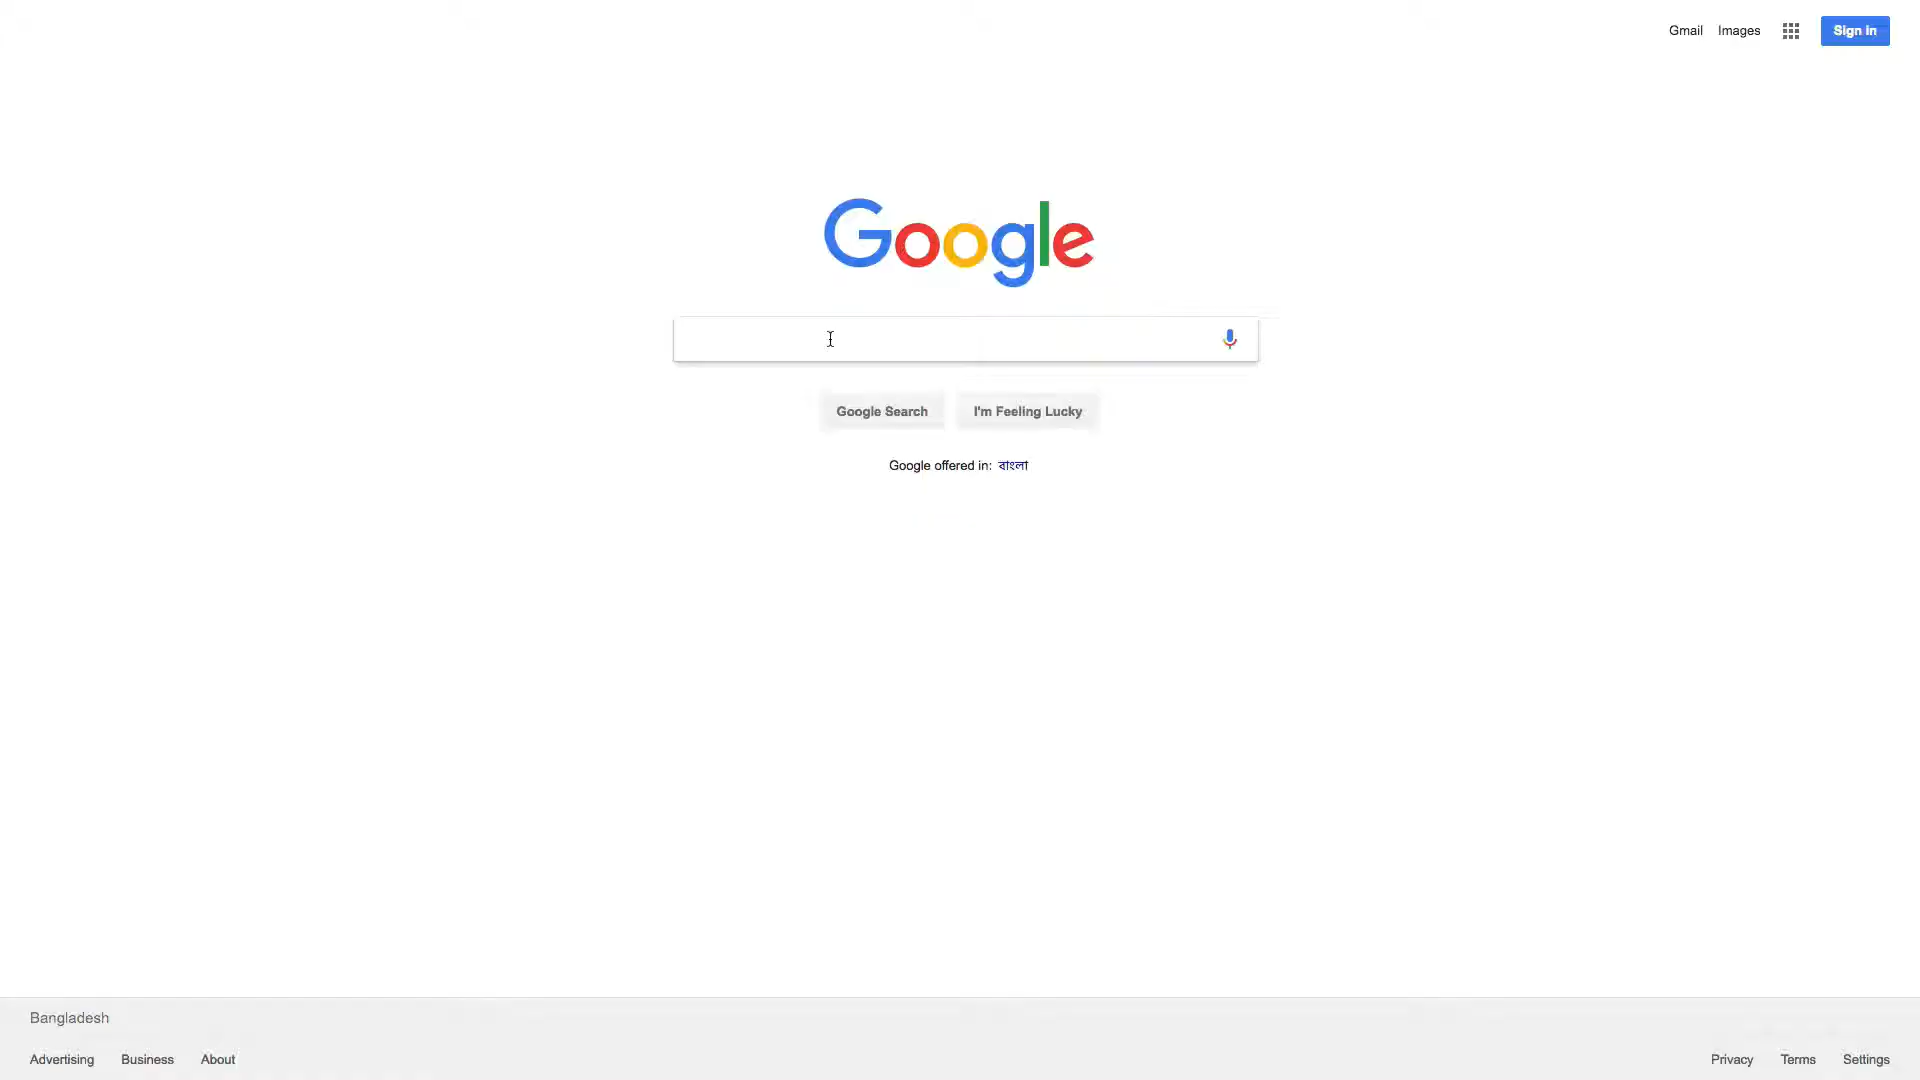 Gmail Images Sign in
Google
Google Search I'm Feeling Lucky
Google offered in: বাংলা
Bangladesh
Advertising Business About Privacy Terms Settings